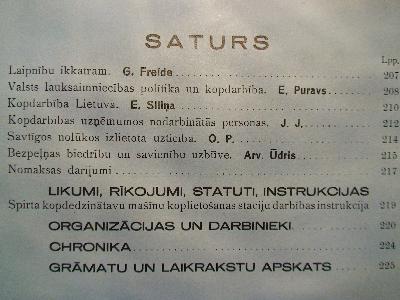 SATURS
Lpp.
Laipnību ikkatram. G. Freide 207
Valsts lauksaimniecības politika un kopdarbība. E. Puravs 208
Kopdarbība Lietuvā. E. Siliņa 210
Kopdarbības uzņēmumos nodarbinātās personas. J. J. 212
Savtīgos nolūkos izlietota uzticība. O. P. 214
Bezpeļņas biedrību un savienību uzbūve. Arv. Ūdris 215
Nomaksas darījumi 217
LIKUMI, RĪKOJUMI, STATUTI, INSTRUKCIJAS
Spirta kopdedzinātavu mašīnu koplietošanas staciju darbības instrukcija 219
ORGANIZĀCIJAS UN DARBINIEKI 220
CHRONIKA 224
GRĀMATU UN LAIKRAKSTU APSKATS 225